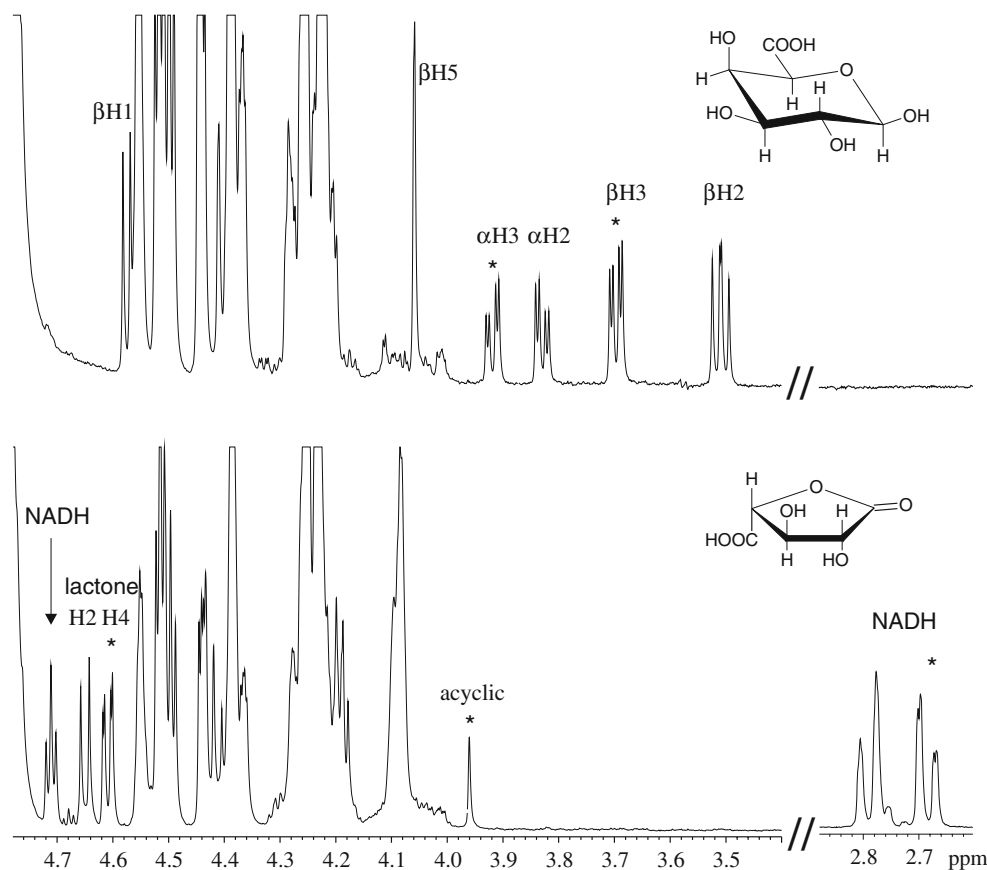 HO
COOH
O
H
H
HO
H
OH
OH
H
H
βH1
βH5
αH3
αH2
βH3
βH2
*
*
//
H
O
OH
H
O
HOOC
H
HO
NADH
lactone
H2 H4
*
acyclic
*
NADH
*
//
4.7 4.6 4.5 4.4 4.3 4.2 4.1 4.0 3.9 3.8 3.7 3.6 3.5 2.8 2.7 ppm